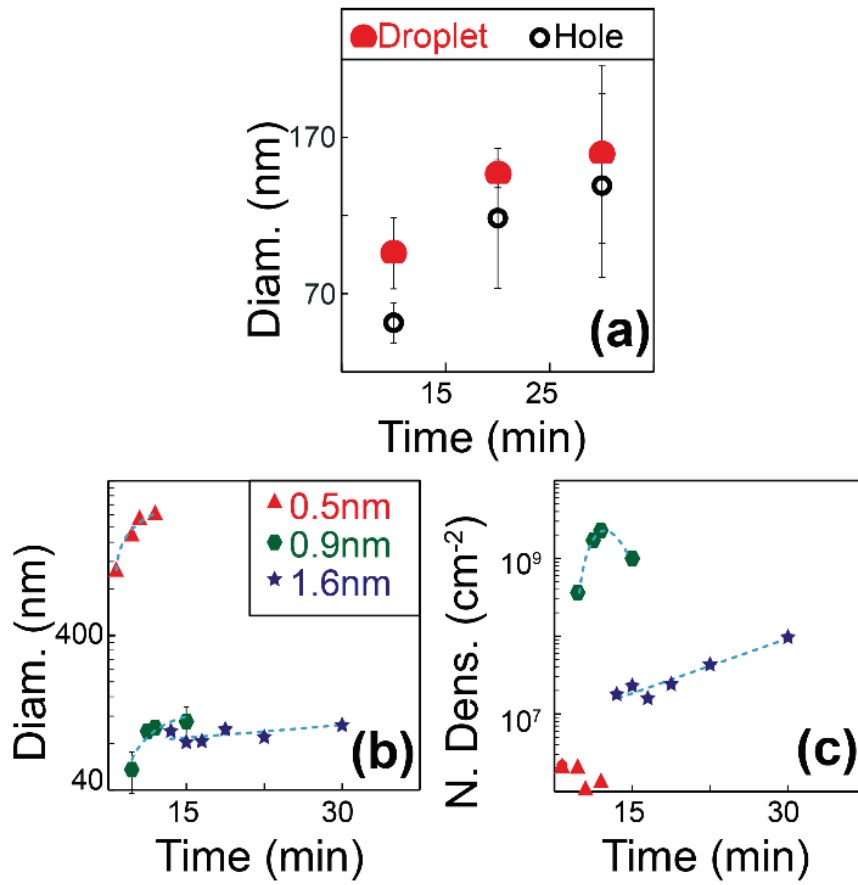 Droplet Hole
170
70
Diam. (nm)
(a)
15 25
Time (min)
0.5nm
0.9nm
1.6nm
400
40
Diam. (nm)
(b)
15 30
Time (min)
10⁹
10⁷
N. Dens. (cm⁻²)
(c)
15 30
Time (min)